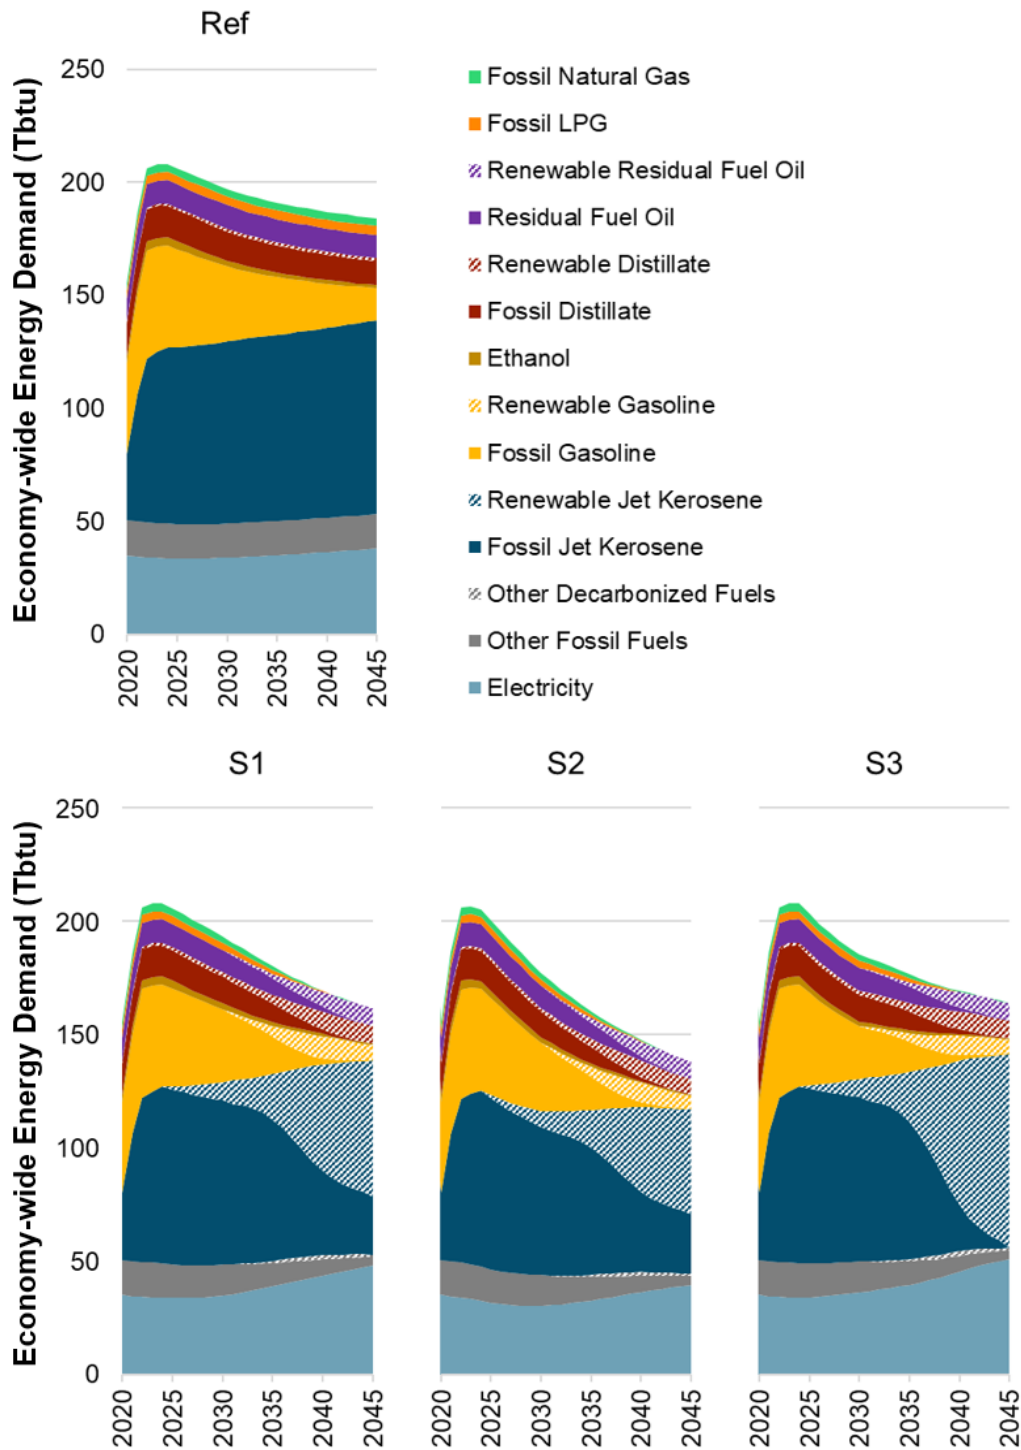 Ref
Economy-wide Energy Demand (Tbtu)
250
200
150
100
50
0
2020
2025
2030
2035
2040
2045
Fossil Natural Gas
Fossil LPG
Renewable Residual Fuel Oil
Residual Fuel Oil
Renewable Distillate
Fossil Distillate
Ethanol
Renewable Gasoline
Fossil Gasoline
Renewable Jet Kerosene
Fossil Jet Kerosene
Other Decarbonized Fuels
Other Fossil Fuels
Electricity
S1
S2
S3
Economy-wide Energy Demand (Tbtu)
250
200
150
100
50
0
2020
2025
2030
2035
2040
2045
2020
2025
2030
2035
2040
2045
2020
2025
2030
2035
2040
2045